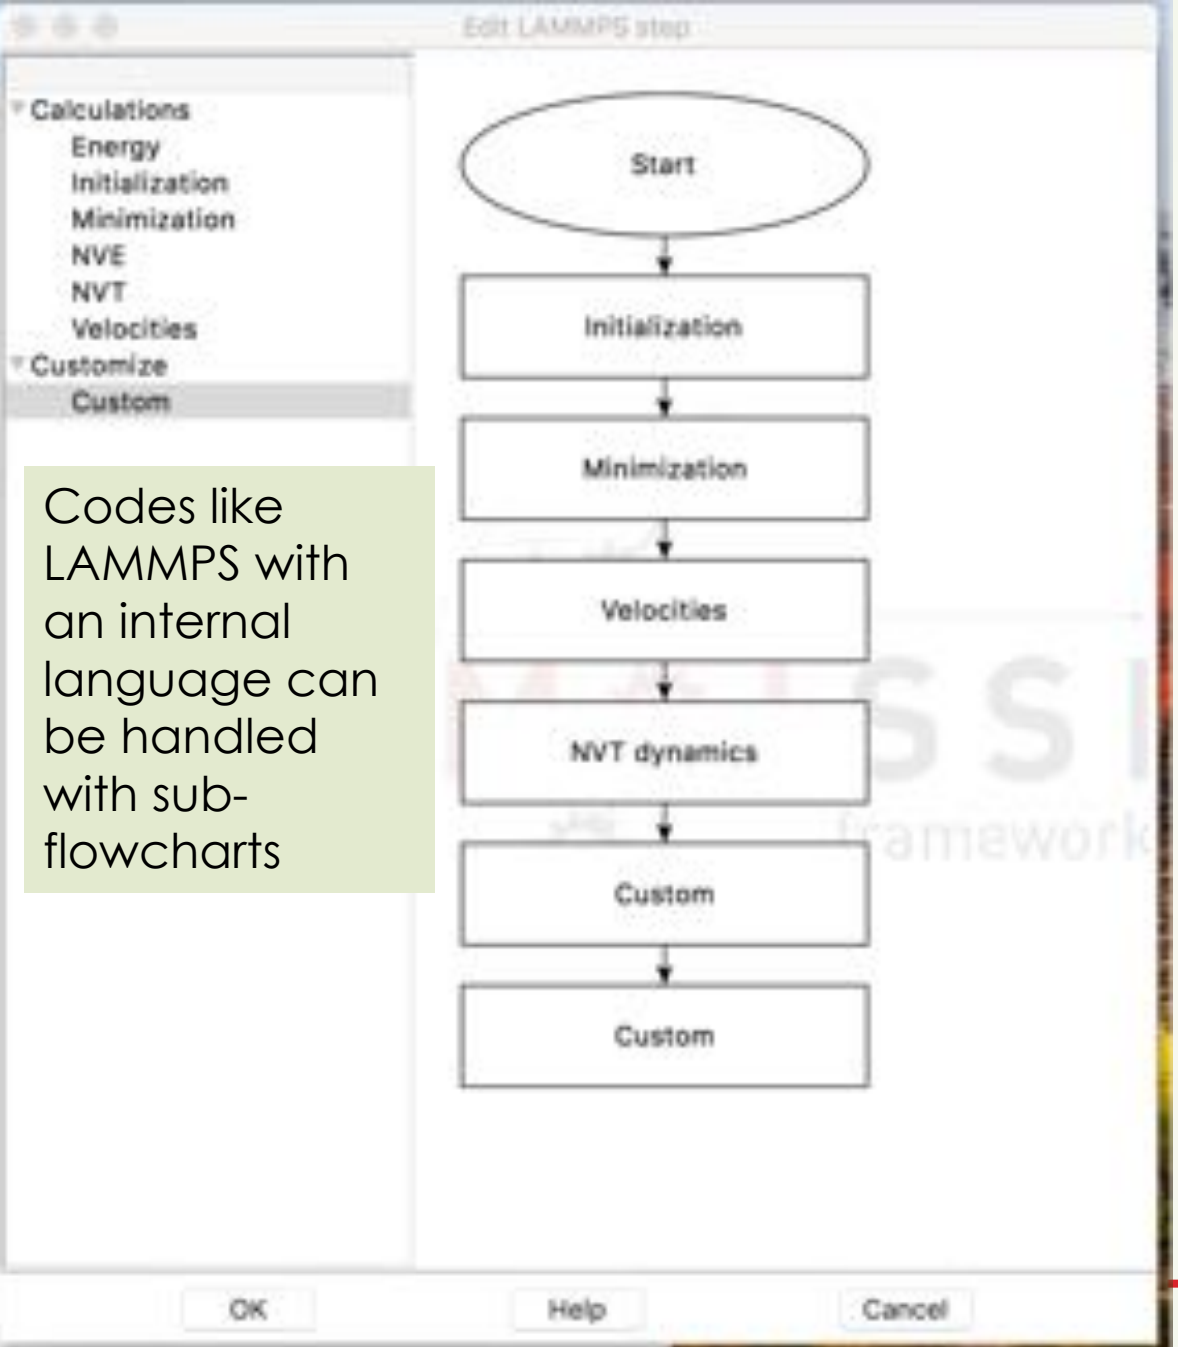 Edit LAMMPS step
Calculations
Energy
Initialization
Minimization
NVE
NVT
Velocities
Customize
Custom
Codes like
LAMMPS with
an internal
language can
be handled
with sub-
flowcharts
Start
Initialization
Minimization
Velocities
NVT dynamics
Custom
Custom
framework
OK
Help
Cancel